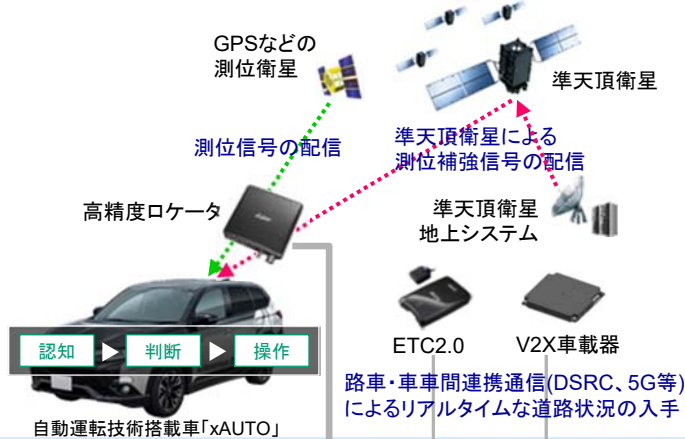 GPSなどの
測位衛星
準天頂衛星
測位信号の配信
準天頂衛星による
測位補強信号の配信
高精度ロケータ
準天頂衛星
地上システム
認知 判断 操作
ETC2.0
V2X車載器
路車・車車間連携通信(DSRC、5G等)
によるリアルタイムな道路状況の入手
自動運転技術搭載車「xAUTO」